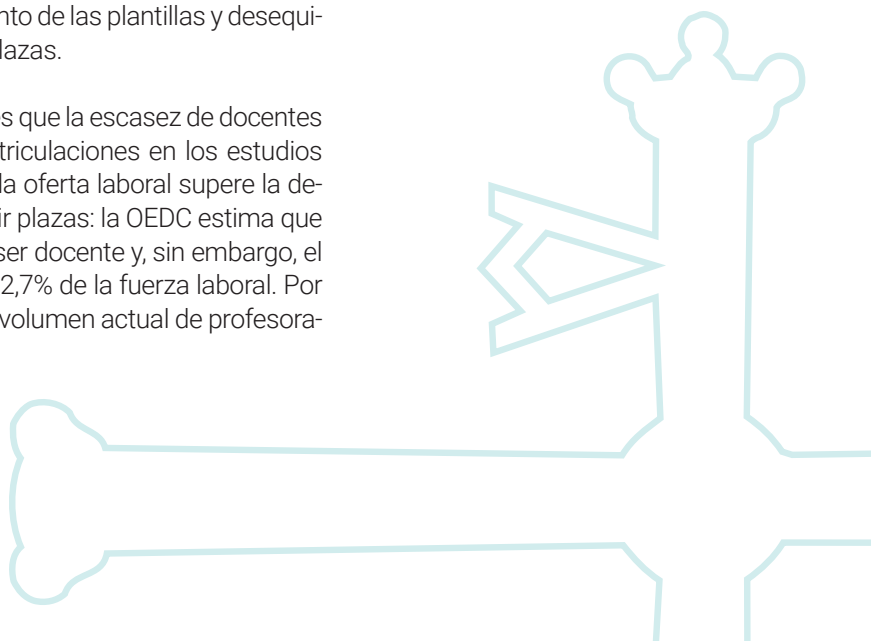 nto de las plantillas y desequi-
lazas.
s que la escasez de docentes
triculaciones en los estudios
la oferta laboral supere la de-
ir plazas: la OEDC estima que
ser docente y, sin embargo, el
2,7% de la fuerza laboral. Por
volumen actual de profesora-